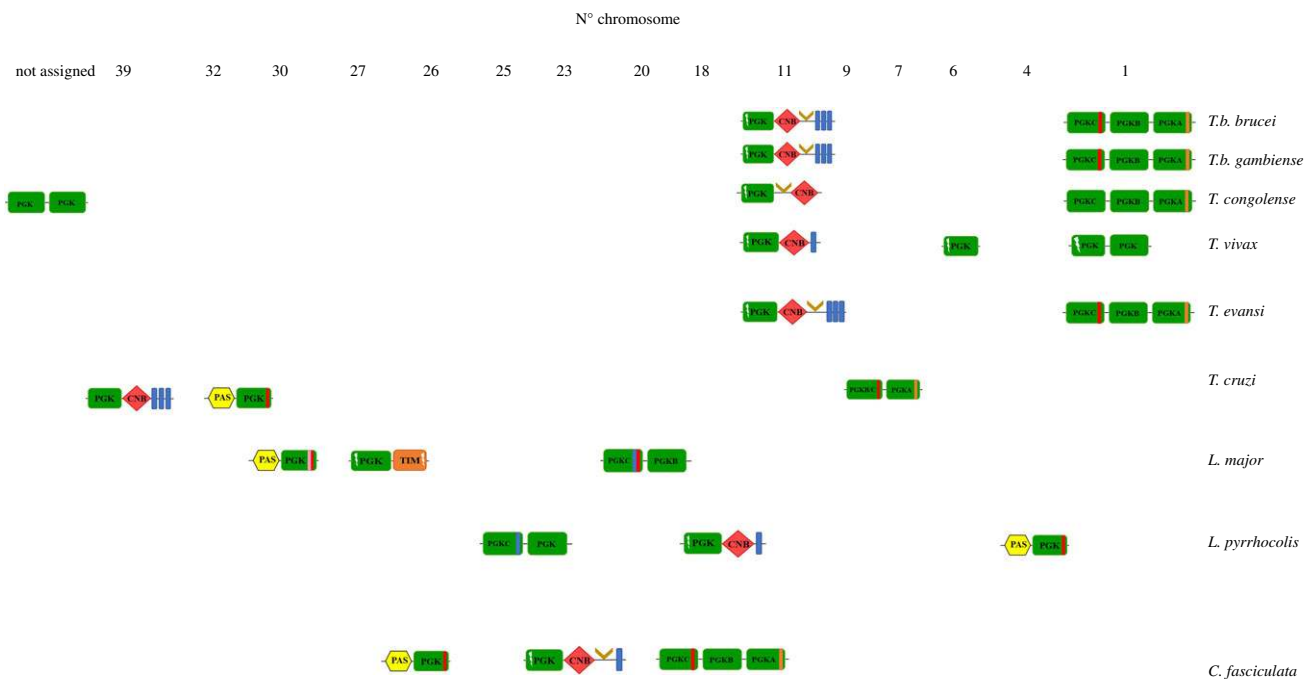 N° chromosome
not assigned 39 32 30 27 26 25 23 20 18 11 9 7 6 4 1
PGK CNB PGKC PGKB PGKA T.b. brucei
PGK CNB PGKC PGKB PGKA T.b. gambiense
PGK PGK PGK CNB PGKC PGKB PGKA T. congolense
PGK CNB PGK PGK PGK T. vivax
PGK CNB PGKC PGKB PGKA T. evansi
PGK CNB PAS PGK PGKB/C PGKA T. cruzi
PAS PGK PGK TIM PGKC PGKB L. major
PGKC PGK PGK CNB PAS PGK L. pyrrhocolis
PAS PGK PGK CNB PGKC PGKB PGKA C. fasciculata